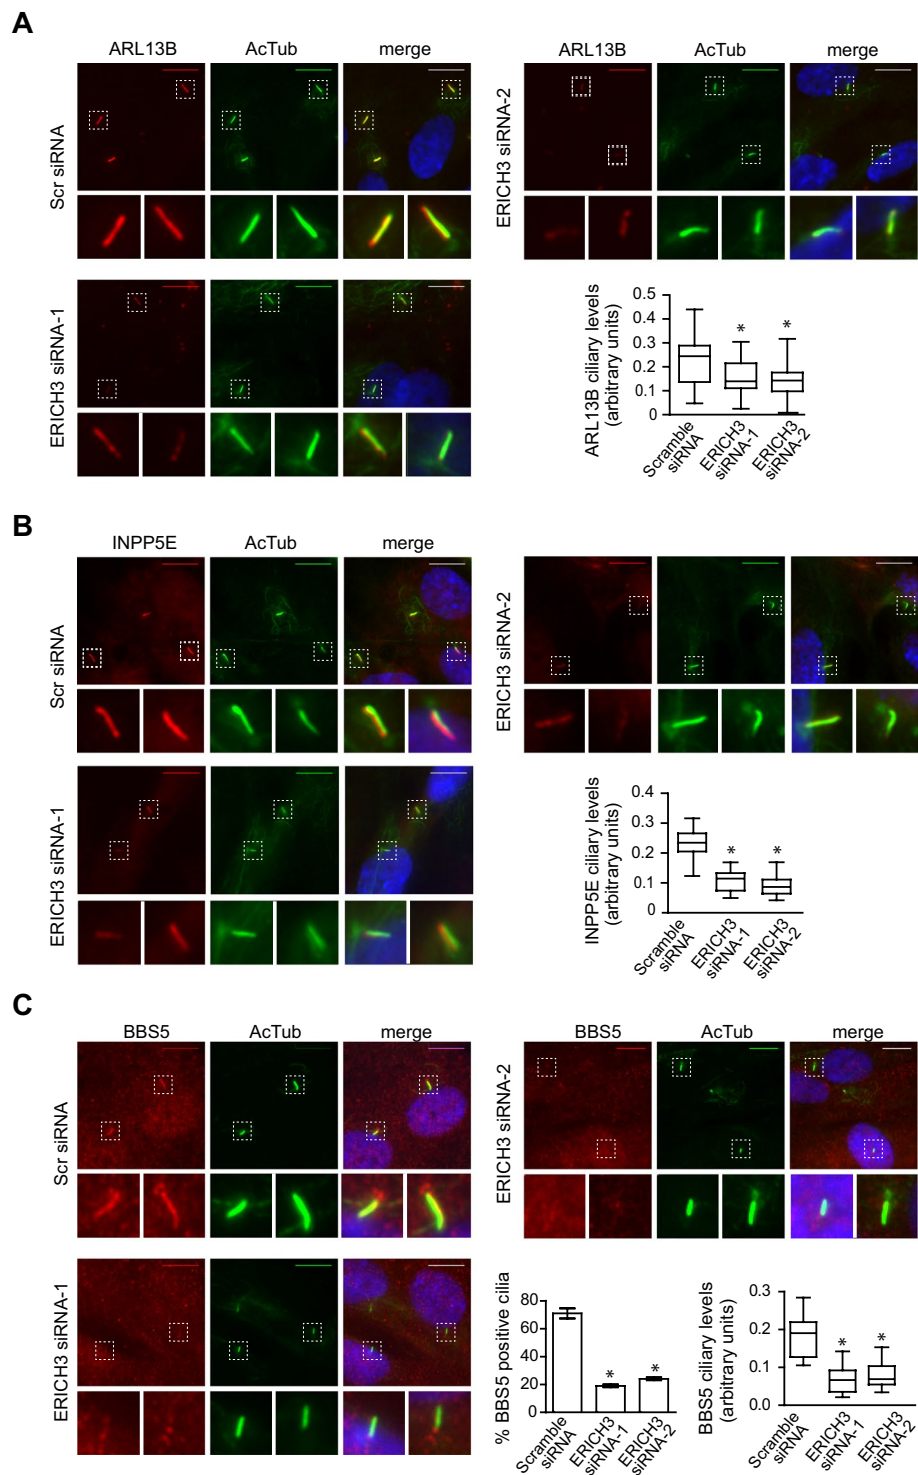 A
ARL13B AcTub merge
Scr siRNA
ERICH3 siRNA-1
ARL13B AcTub merge
ERICH3 siRNA-2
ARL13B ciliary levels
(arbitrary units)
0.5
0.4
0.3
0.2
0.1
0
* *
Scramble
siRNA
ERICH3
siRNA-1
ERICH3
siRNA-2
B
INPP5E AcTub merge
Scr siRNA
ERICH3 siRNA-1
ERICH3 siRNA-2
INPP5E ciliary levels
(arbitrary units)
0.4
0.3
0.2
0.1
0
* *
Scramble
siRNA
ERICH3
siRNA-1
ERICH3
siRNA-2
C
BBS5 AcTub merge
Scr siRNA
ERICH3 siRNA-1
BBS5 AcTub merge
ERICH3 siRNA-2
% BBS5 positive cilia
80
60
40
20
0
* *
Scramble
siRNA
ERICH3
siRNA-1
ERICH3
siRNA-2
BBS5 ciliary levels
(arbitrary units)
0.3
0.2
0.1
0.0
* *
Scramble
siRNA
ERICH3
siRNA-1
ERICH3
siRNA-2